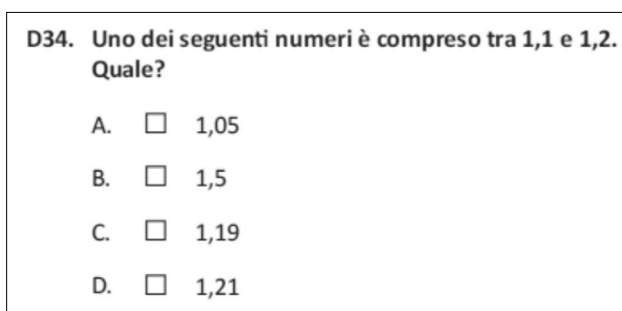 D34. Uno dei seguenti numeri è compreso tra 1,1 e 1,2.
Quale?
A. □ 1,05
B. □ 1,5
C. □ 1,19
D. □ 1,21